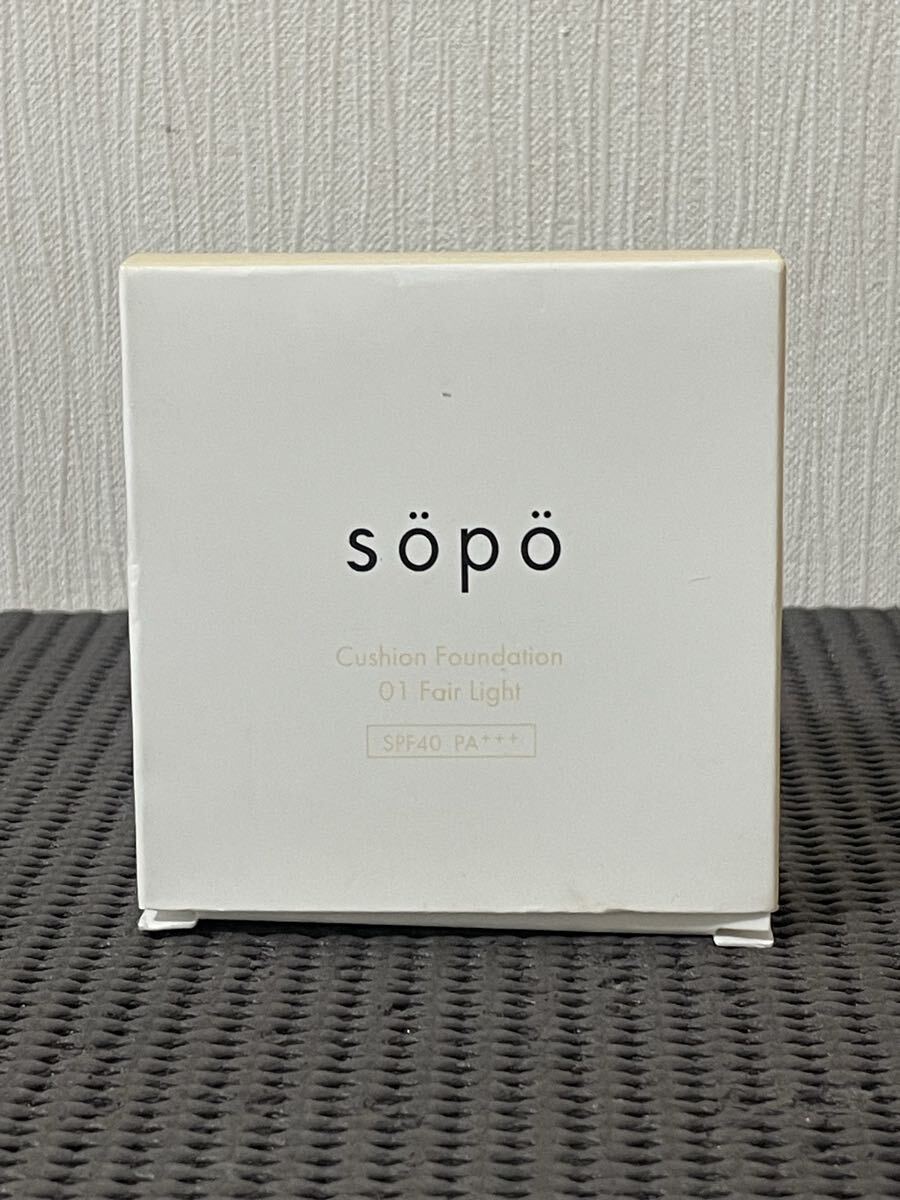 söpö
Cushion Foundation
01 Fair Light
SPF40 PA+++